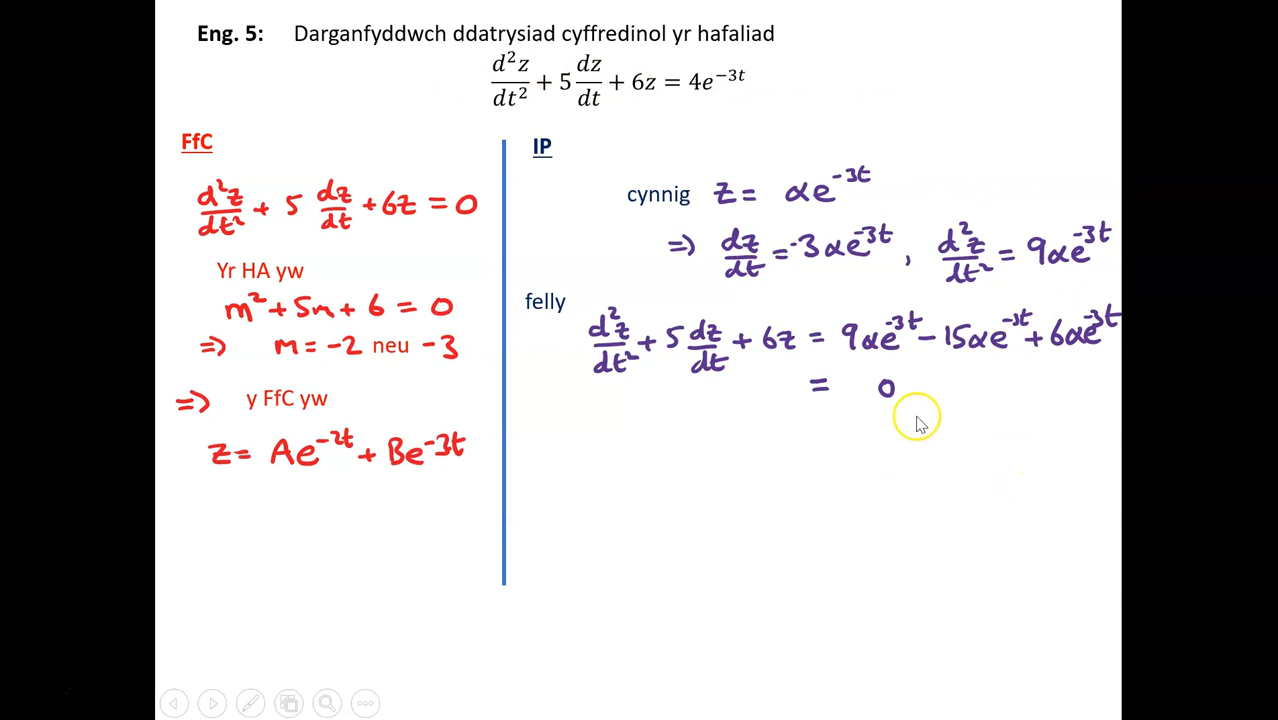 Eng. 5: Darganfyddwch ddatrysiad cyffredinol yr hafaliad
d²z/dt² + 5 dz/dt + 6z = 4e⁻³ᵗ
FfC
d²z/dt² + 5 dz/dt + 6z = 0
Yr HA yw
m² + 5m + 6 = 0
=> m = -2 neu -3
=> y FfC yw
z = Ae⁻²ᵗ + Be⁻³ᵗ
IP
cynnig z = αe⁻³ᵗ
=> dz/dt = -3αe⁻³ᵗ , d²z/dt² = 9αe⁻³ᵗ
felly
d²z/dt² + 5 dz/dt + 6z = 9αe⁻³ᵗ - 15αe⁻³ᵗ + 6αe⁻³ᵗ
= 0